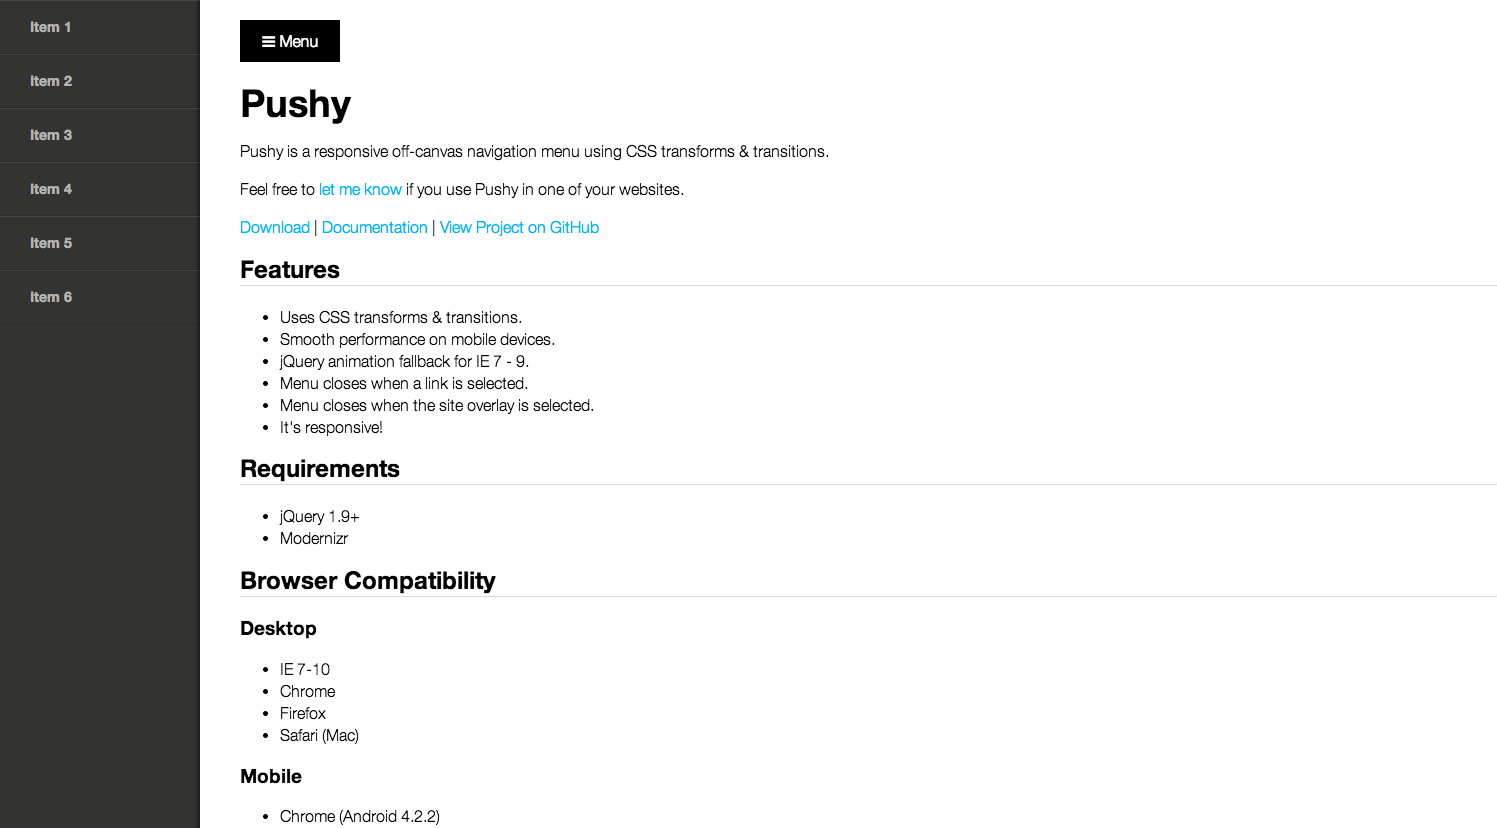 Item 1
Item 2
Item 3
Item 4
Item 5
Item 6
Menu
Pushy
Pushy is a responsive off-canvas navigation menu using CSS transforms & transitions.
Feel free to let me know if you use Pushy in one of your websites.
Download | Documentation | View Project on GitHub
Features
• Uses CSS transforms & transitions.
• Smooth performance on mobile devices.
• jQuery animation fallback for IE 7 - 9.
• Menu closes when a link is selected.
• Menu closes when the site overlay is selected.
• It's responsive!
Requirements
• jQuery 1.9+
• Modernizr
Browser Compatibility
Desktop
• IE 7-10
• Chrome
• Firefox
• Safari (Mac)
Mobile
• Chrome (Android 4.2.2)